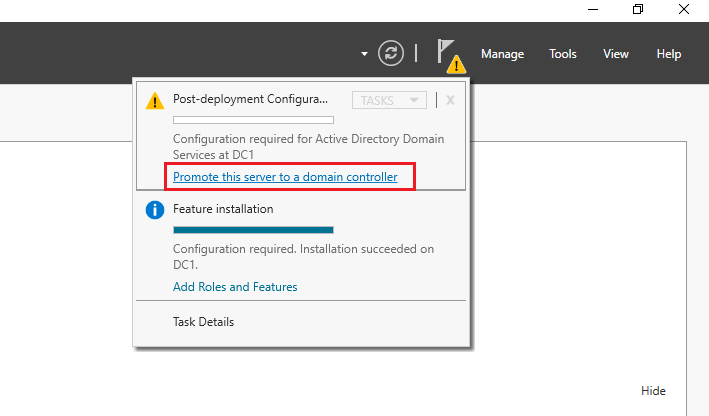 Manage Tools View Help
Post-deployment Configura... TASKS X
Configuration required for Active Directory Domain
Services at DC1
Promote this server to a domain controller
Feature installation
Configuration required. Installation succeeded on
DC1.
Add Roles and Features
Task Details
Hide